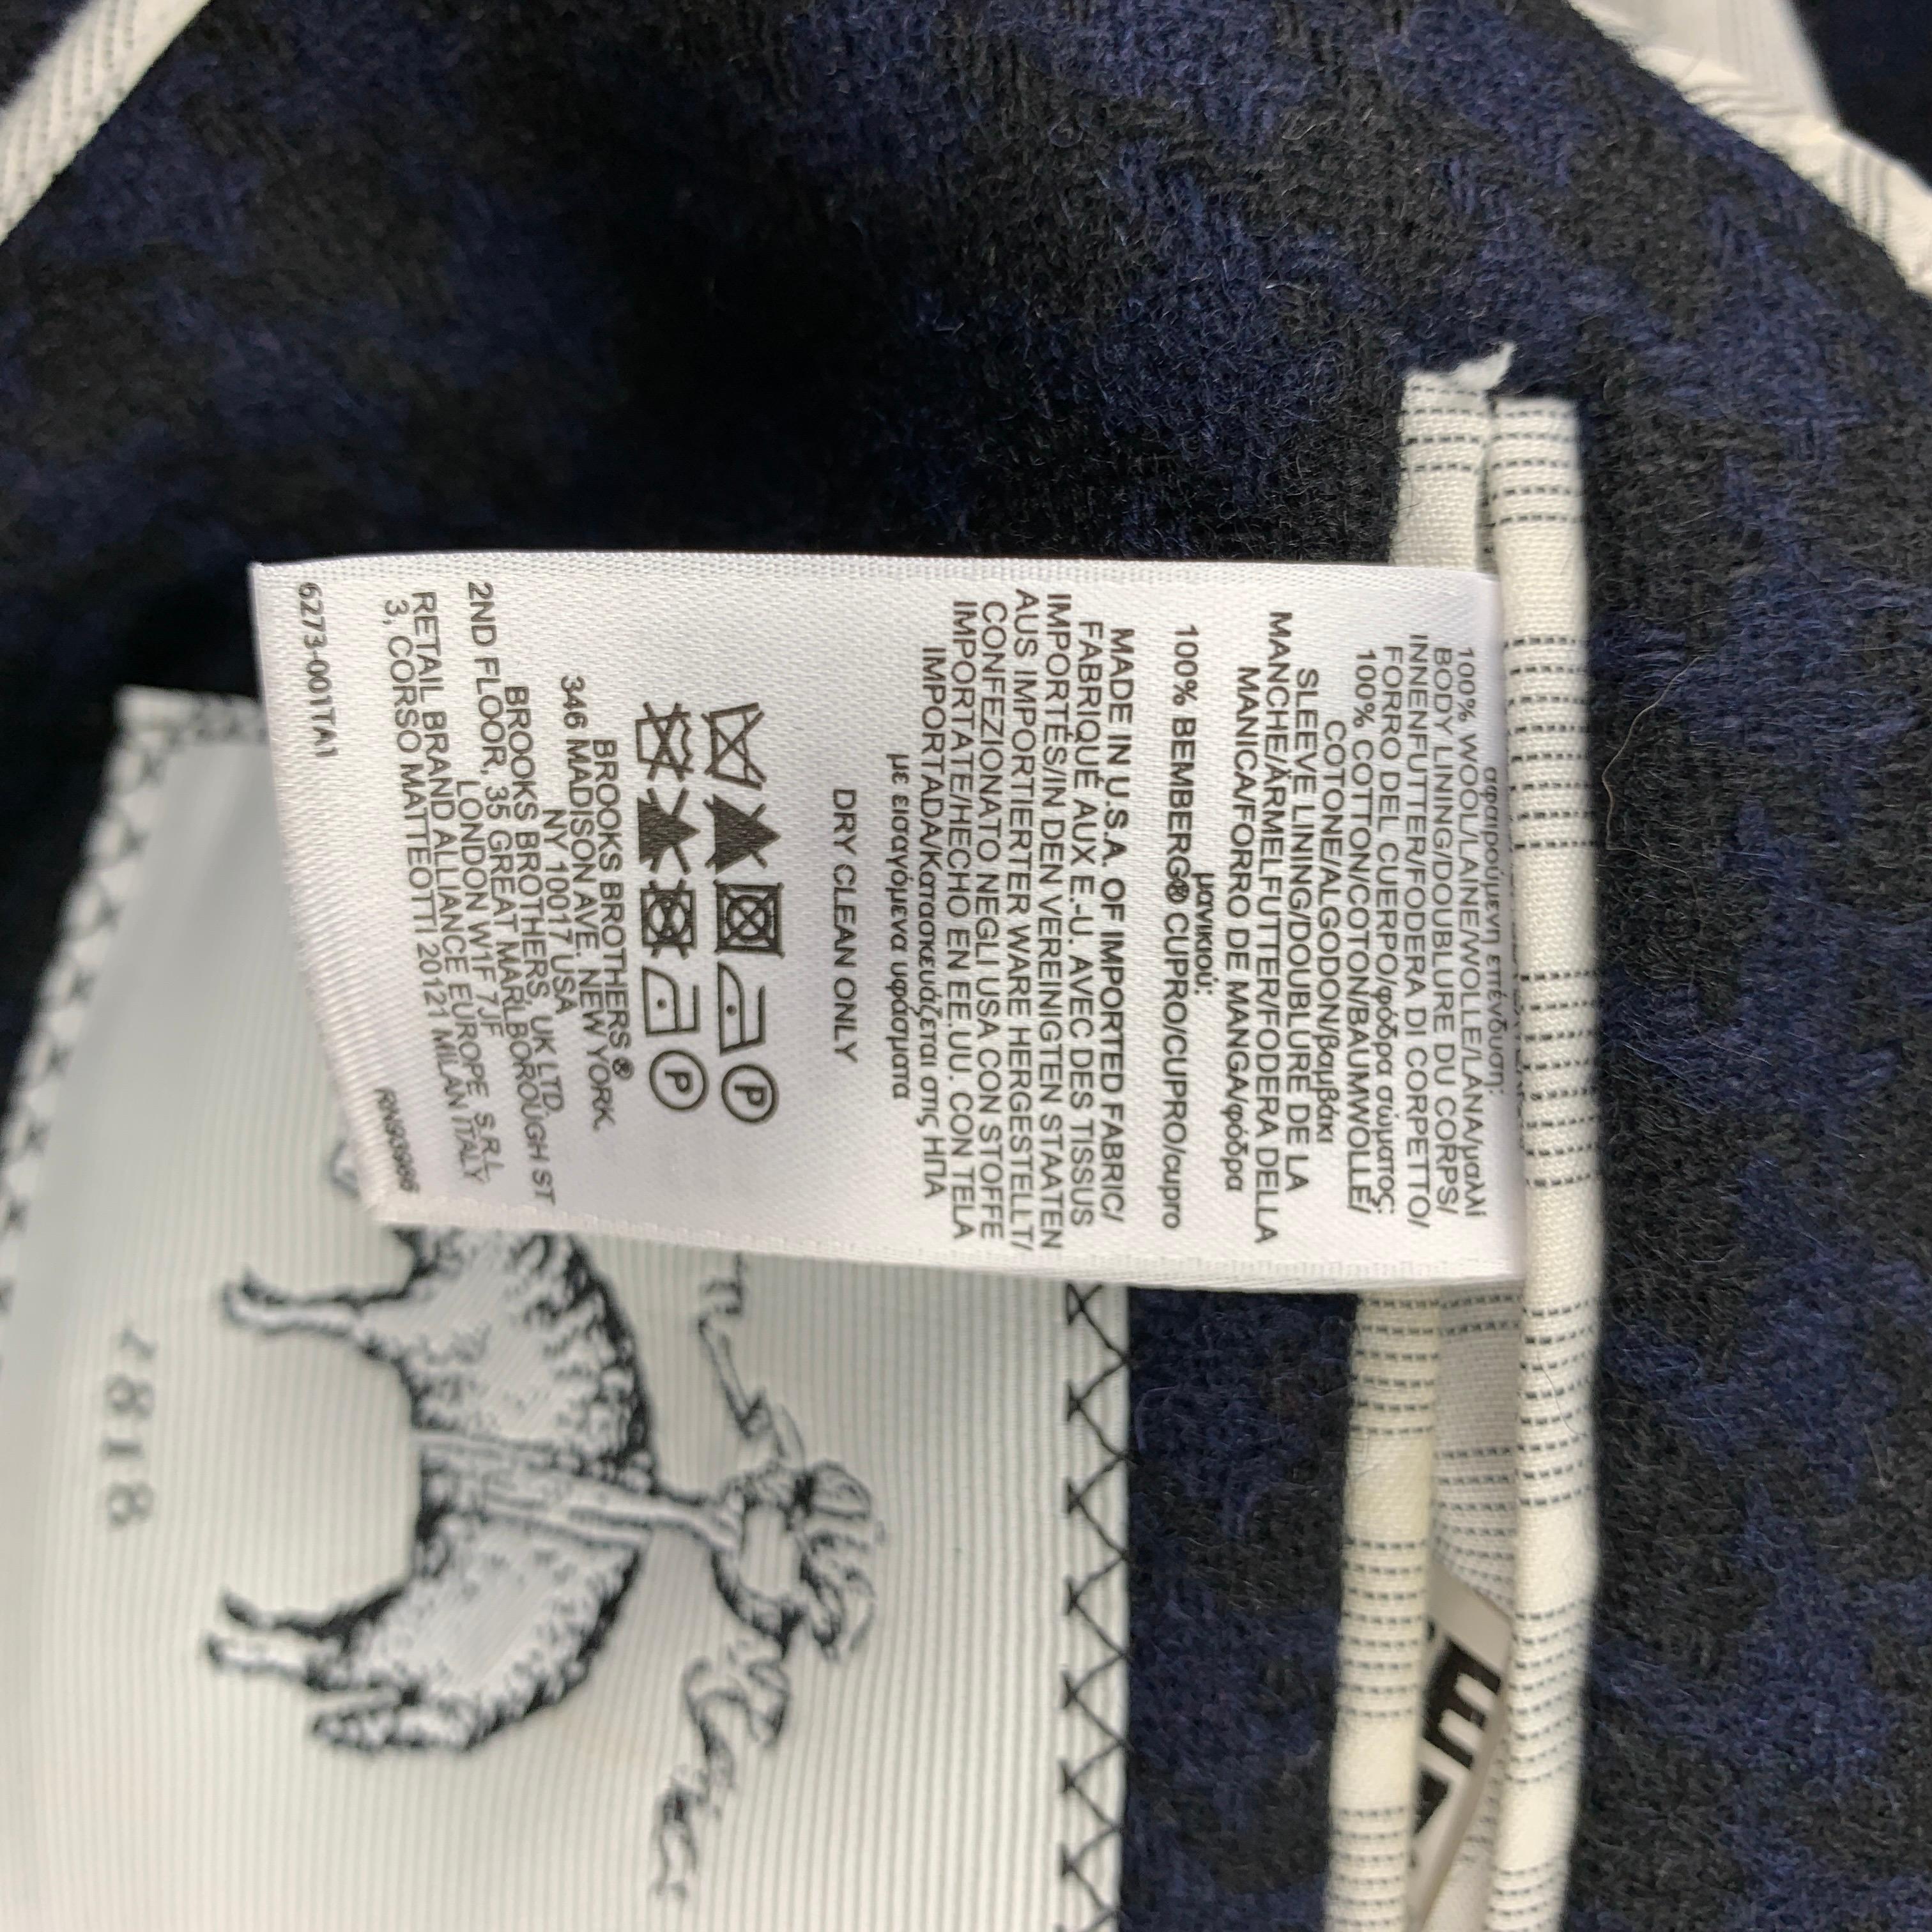 αφαιρούμενη επένδυση:
100% WOOL/LAINE/WOLLE/LANA/μαλλί
BODY LINING/DOUBLURE DU CORPS/
INNENFUTTER/FODERA DI CORPETTO/
FORRO DEL CUERPO/φόδρα σώματος:
100% COTTON/COTON/BAUMWOLLE/
COTONE/ALGODON/βαμβάκι
SLEEVE LINING/DOUBLURE DE LA
MANCHE/ÄRMELFUTTER/FODERA DELLA
MANICA/FORRO DE MANGA/φόδρα
μανικιού:
100% BEMBERG® CUPRO/CUPRO/cupro
MADE IN U.S.A. OF IMPORTED FABRIC/
FABRIQUÉ AUX E.-U. AVEC DES TISSUS
IMPORTÉS/IN DEN VEREINIGTEN STAATEN
AUS IMPORTIERTER WARE HERGESTELLT/
CONFEZIONATO NEGLI USA CON STOFFE
IMPORTATE/HECHO EN EE.UU. CON TELA
IMPORTADA/Κατασκευάζεται στις ΗΠΑ
με εισαγόμενα υφάσματα
DRY CLEAN ONLY
P
P
BROOKS BROTHERS ®
346 MADISON AVE. NEW YORK,
NY 10017 USA
BROOKS BROTHERS, UK LTD.
2ND FLOOR, 35 GREAT MARLBOROUGH ST
LONDON W1F 7JF
RETAIL BRAND ALLIANCE EUROPE S.R.L.
3, CORSO MATTEOTTI 20121 MILAN ITALY
RN93986
6273-001TA1
1818